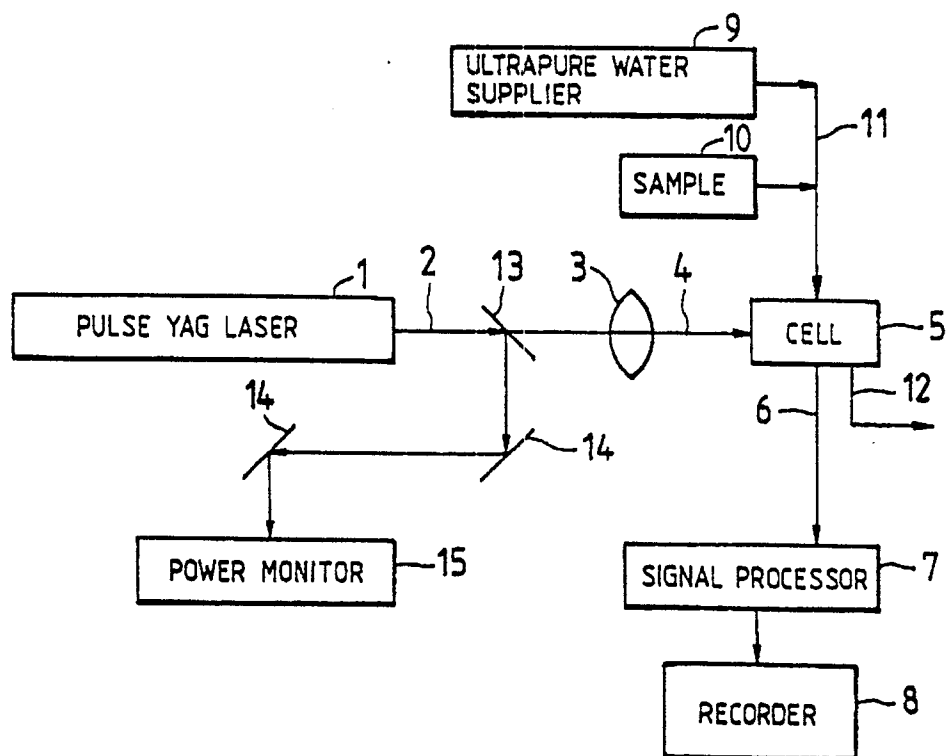 9
ULTRAPURE WATER
SUPPLIER
11
10
SAMPLE
1
2
13
3
4
PULSE YAG LASER
CELL
5
6
12
14
14
POWER MONITOR
15
SIGNAL PROCESSOR
7
RECORDER
8